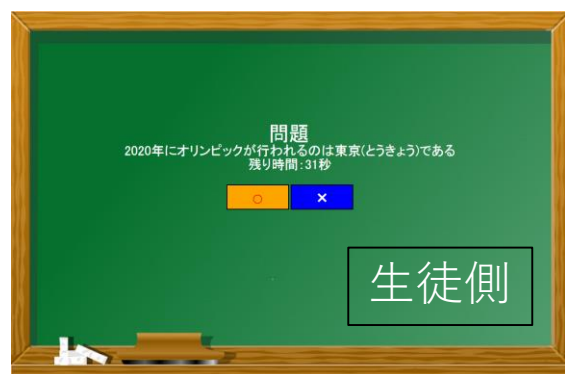 問題
2020年にオリンピックが行われるのは東京(とうきょう)である
残り時間:31秒
○ ×
生徒側